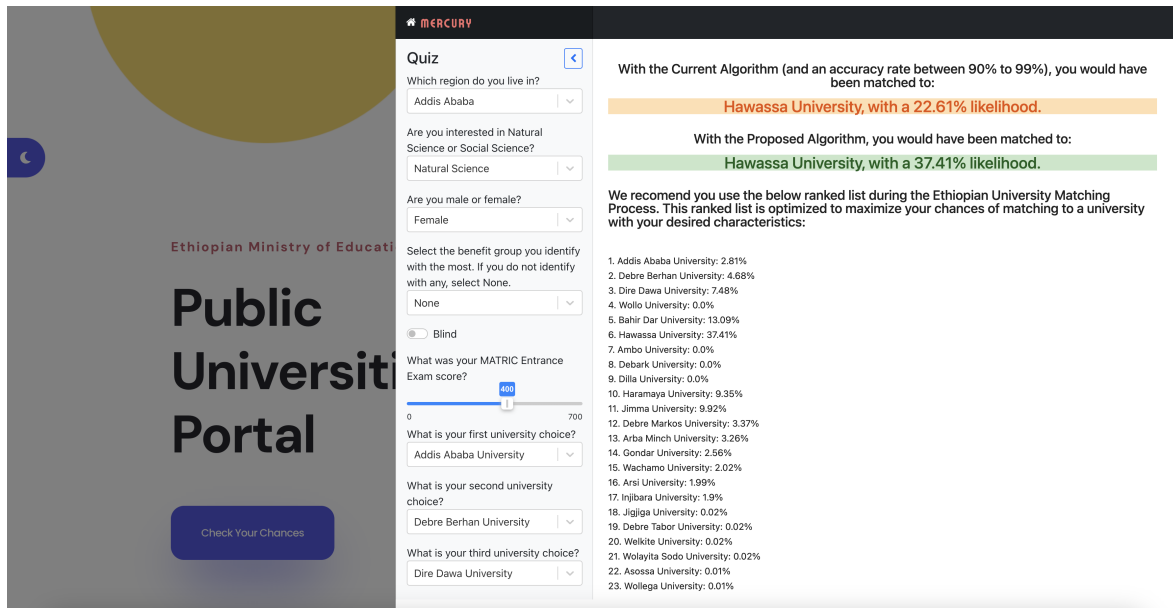 Ethiopian Ministry of Educati
Public
Universiti
Portal
Check Your Chances
MERCURY
Quiz
Which region do you live in?
Addis Ababa
Are you interested in Natural
Science or Social Science?
Natural Science
Are you male or female?
Female
Select the benefit group you identify
with the most. If you do not identify
with any, select None.
None
Blind
What was your MATRIC Entrance
Exam score?
400
0 700
What is your first university choice?
Addis Ababa University
What is your second university
choice?
Debre Berhan University
What is your third university choice?
Dire Dawa University
With the Current Algorithm (and an accuracy rate between 90% to 99%), you would have
been matched to:
Hawassa University, with a 22.61% likelihood.
With the Proposed Algorithm, you would have been matched to:
Hawassa University, with a 37.41% likelihood.
We recomend you use the below ranked list during the Ethiopian University Matching
Process. This ranked list is optimized to maximize your chances of matching to a university
with your desired characteristics:
1. Addis Ababa University: 2.81%
2. Debre Berhan University: 4.68%
3. Dire Dawa University: 7.48%
4. Wollo University: 0.0%
5. Bahir Dar University: 13.09%
6. Hawassa University: 37.41%
7. Ambo University: 0.0%
8. Debark University: 0.0%
9. Dilla University: 0.0%
10. Haramaya University: 9.35%
11. Jimma University: 9.92%
12. Debre Markos University: 3.37%
13. Arba Minch University: 3.26%
14. Gondar University: 2.56%
15. Wachamo University: 2.02%
16. Arsi University: 1.99%
17. Injibara University: 1.9%
18. Jigjiga University: 0.02%
19. Debre Tabor University: 0.02%
20. Welkite University: 0.02%
21. Wolayita Sodo University: 0.02%
22. Asossa University: 0.01%
23. Wollega University: 0.01%